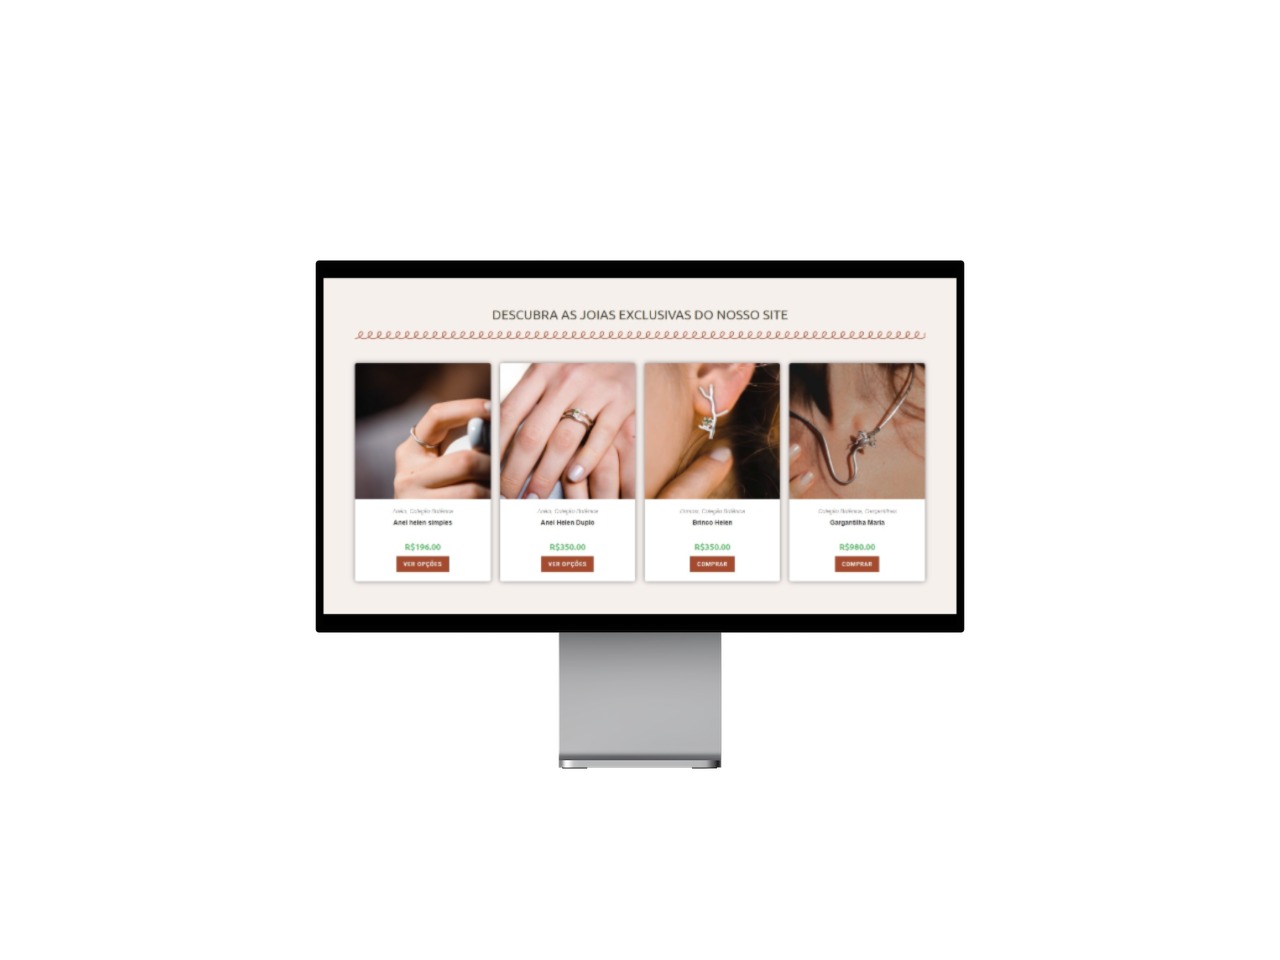 DESCUBRA AS JOIAS EXCLUSIVAS DO NOSSO SITE
Anéis, Coleção Botânica
Anel helen simples
R$196.00
VER OPÇÕES
Anéis, Coleção Botânica
Anel Helen Duplo
R$350.00
VER OPÇÕES
Brincos, Coleção Botânica
Brinco Helen
R$350.00
COMPRAR
Coleção Botânica, Gargantilhas
Gargantilha Maria
R$980.00
COMPRAR